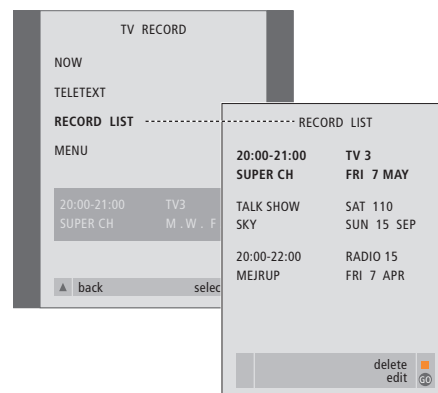 TV RECORD
NOW
TELETEXT
RECORD LIST
MENU
20:00-21:00 TV3
SUPER CH M . W . F
back selec
RECORD LIST
20:00-21:00 TV 3
SUPER CH FRI 7 MAY
TALK SHOW SAT 110
SKY SUN 15 SEP
20:00-22:00 RADIO 15
MEJRUP FRI 7 APR
delete
edit GO